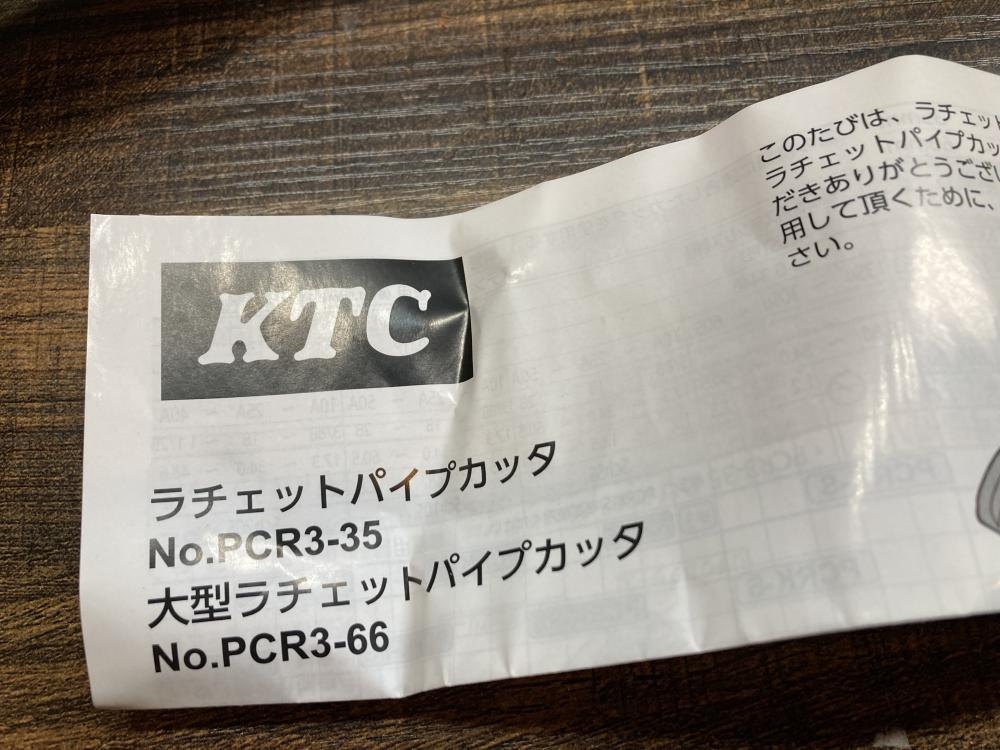 KTC
ラチェットパイプカッタ
No.PCR3-35
大型ラチェットパイプカッタ
No.PCR3-66
このたびは、ラチェット
ラチェットパイプカッ
だきありがとうござい
用して頂くために、
さい。